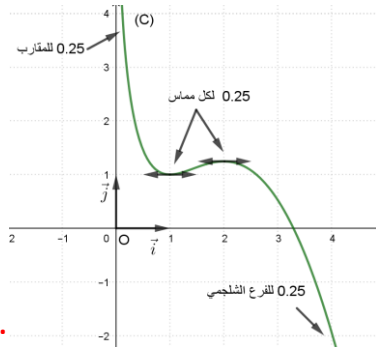 4
(C)
0.25 للمقارب
3
0.25 لكل مماس
2
1
j
2 -1 0 O i 1 2 3 4
-1
0.25 للفرع الشلجمي
-2